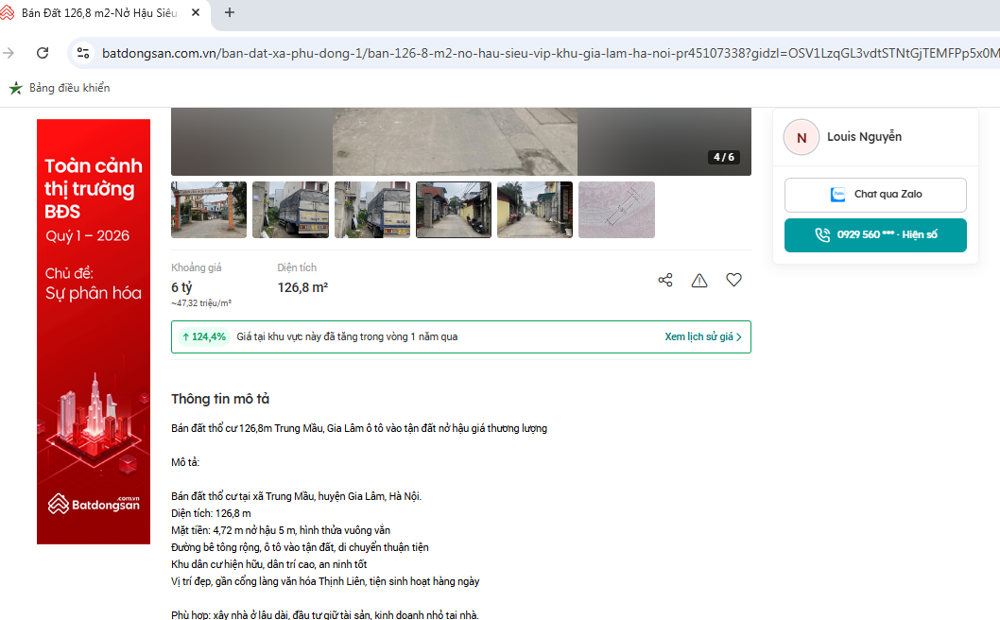 Bán Đất 126,8 m2-Nở Hậu Siêu
batdongsan.com.vn/ban-dat-xa-phu-dong-1/ban-126-8-m2-no-hau-sieu-vip-khu-gia-lam-ha-noi-pr45107338?gidzl=OSV1LzqGL3vdtSTNtGjTEMFPp5x0M
Bảng điều khiển
Toàn cảnh
thị trường
BĐS
Quý 1 – 2026
Chủ đề:
Sự phân hóa
Batdongsan.com.vn
4 / 6
Khoảng giá
6 tỷ
~47,32 triệu/m²
Diện tích
126,8 m²
124,4% Giá tại khu vực này đã tăng trong vòng 1 năm qua
Xem lịch sử giá
Thông tin mô tả
Bán đất thổ cư 126,8m Trung Mầu, Gia Lâm ô tô vào tận đất nở hậu giá thương lượng
Mô tả:
Bán đất thổ cư tại xã Trung Mầu, huyện Gia Lâm, Hà Nội.
Diện tích: 126,8 m
Mặt tiền: 4,72 m nở hậu 5 m, hình thửa vuông vắn
Đường bê tông rộng, ô tô vào tận đất, di chuyển thuận tiện
Khu dân cư hiện hữu, dân trí cao, an ninh tốt
Vị trí đẹp, gần cổng làng văn hóa Thịnh Liên, tiện sinh hoạt hàng ngày
Phù hợp: xây nhà ở lâu dài, đầu tư giữ tài sản, kinh doanh nhỏ tại nhà.
N
Louis Nguyễn
Chat qua Zalo
0929 560 *** · Hiện số